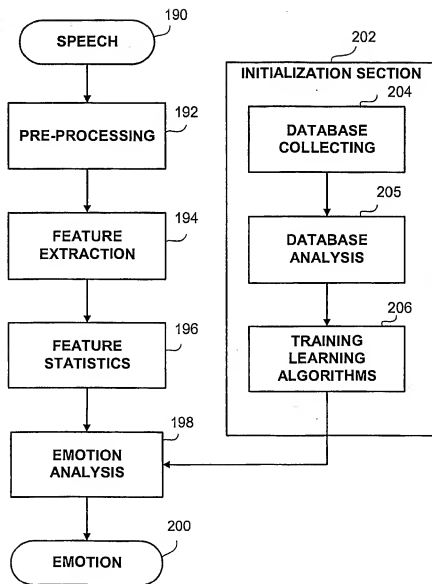 190
SPEECH
192
PRE-PROCESSING
194
FEATURE
EXTRACTION
196
FEATURE
STATISTICS
198
EMOTION
ANALYSIS
200
EMOTION
202
INITIALIZATION SECTION
204
DATABASE
COLLECTING
205
DATABASE
ANALYSIS
206
TRAINING
LEARNING
ALGORITHMS